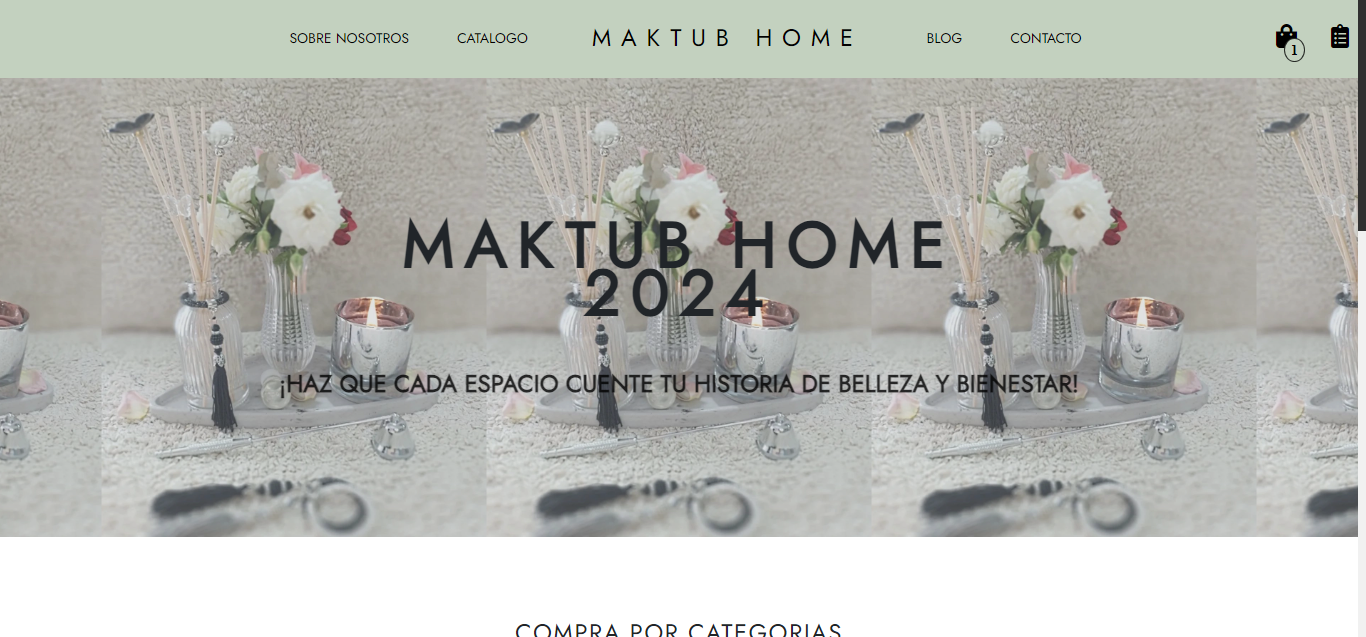 SOBRE NOSOTROS
CATALOGO
MAKTUB HOME
BLOG
CONTACTO
1
MAKTUB HOME
2024
¡HAZ QUE CADA ESPACIO CUENTE TU HISTORIA DE BELLEZA Y BIENESTAR!
COMPRA POR CATEGORIAS